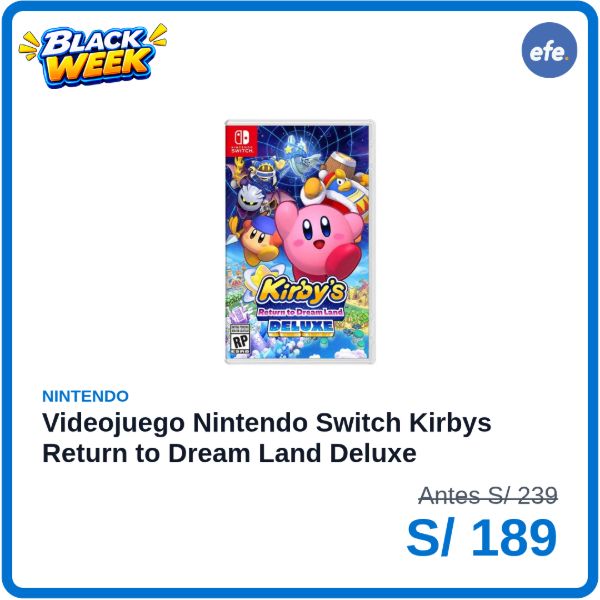 BLACK
WEEK
efe.
NINTENDO
SWITCH
Kirby's
Return to Dream Land
DELUXE
RP
NINTENDO
Videojuego Nintendo Switch Kirbys
Return to Dream Land Deluxe
Antes S/ 239
S/ 189